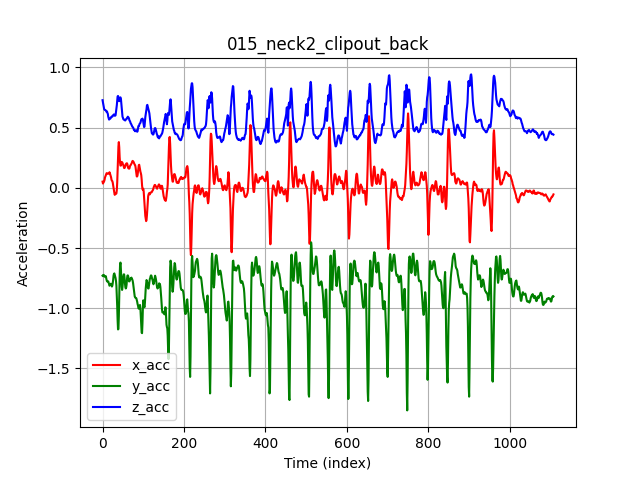 015_neck2_clipout_back
1.0
0.5
0.0
−0.5
−1.0
−1.5
Acceleration
x_acc
y_acc
z_acc
0 200 400 600 800 1000
Time (index)